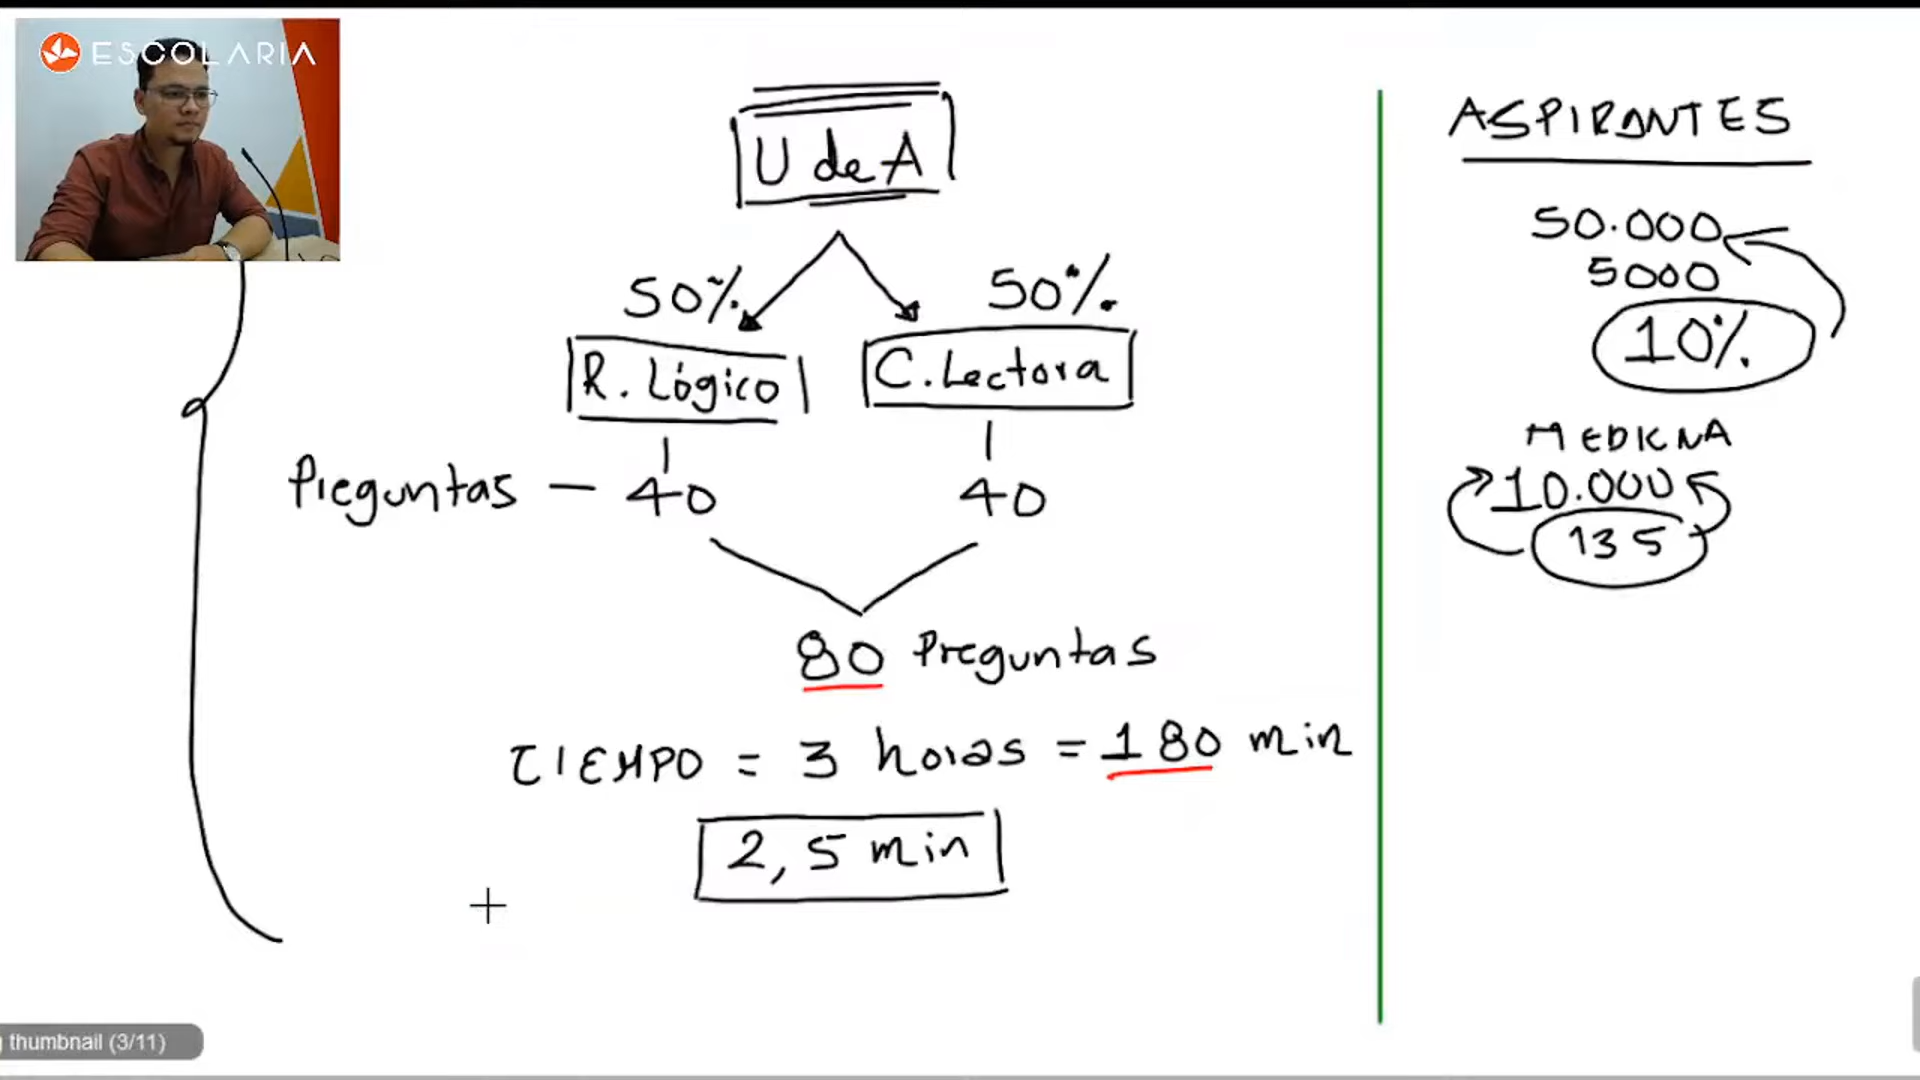 ESCOLARIA
U de A
50% 50%
R. Lógico C. Lectora
Preguntas - 40 40
80 Preguntas
TIEMPO = 3 horas = 180 min
2,5 min
ASPIRANTES
50.000
5000
10%
MEDICNA
10.000
135
thumbnail (3/11)